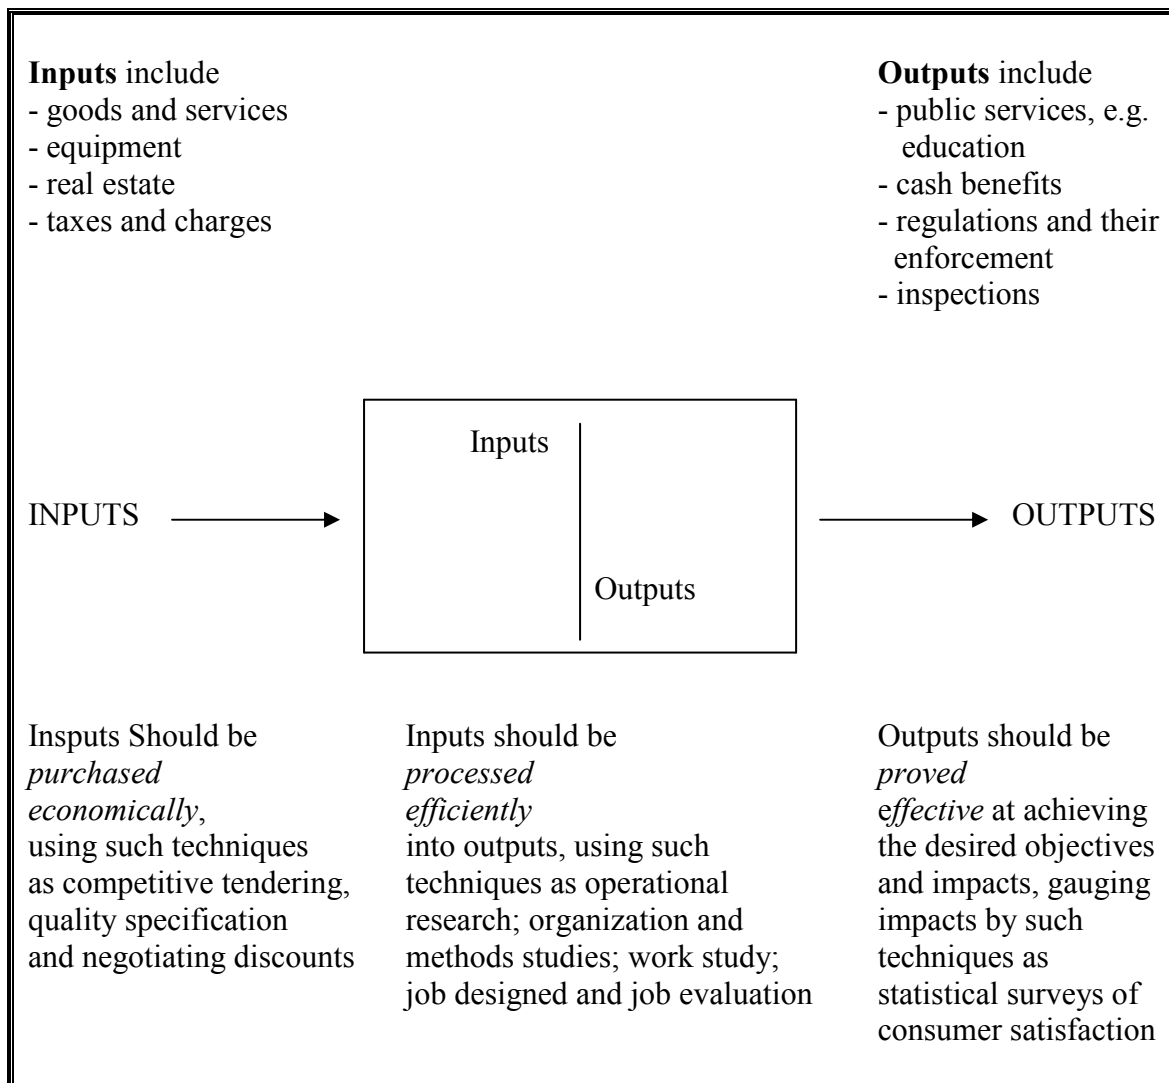 Inputs include
- goods and services
- equipment
- real estate
- taxes and charges
Outputs include
- public services, e.g.
education
- cash benefits
- regulations and their
enforcement
- inspections
Inputs
INPUTS
OUTPUTS
Outputs
Insputs Should be
purchased
economically,
using such techniques
as competitive tendering,
quality specification
and negotiating discounts
Inputs should be
processed
efficiently
into outputs, using such
techniques as operational
research; organization and
methods studies; work study;
job designed and job evaluation
Outputs should be
proved
effective at achieving
the desired objectives
and impacts, gauging
impacts by such
techniques as
statistical surveys of
consumer satisfaction